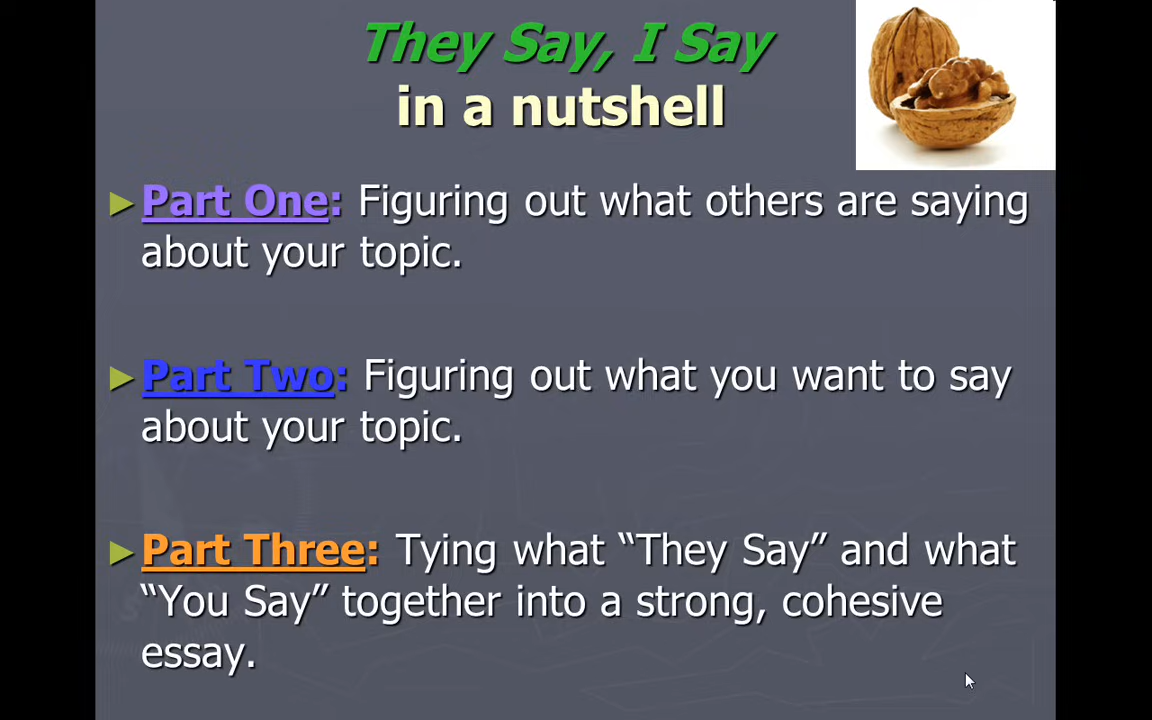 They Say, I Say
in a nutshell
►Part One: Figuring out what others are saying
about your topic.
►Part Two: Figuring out what you want to say
about your topic.
►Part Three: Tying what “They Say” and what
“You Say” together into a strong, cohesive
essay.